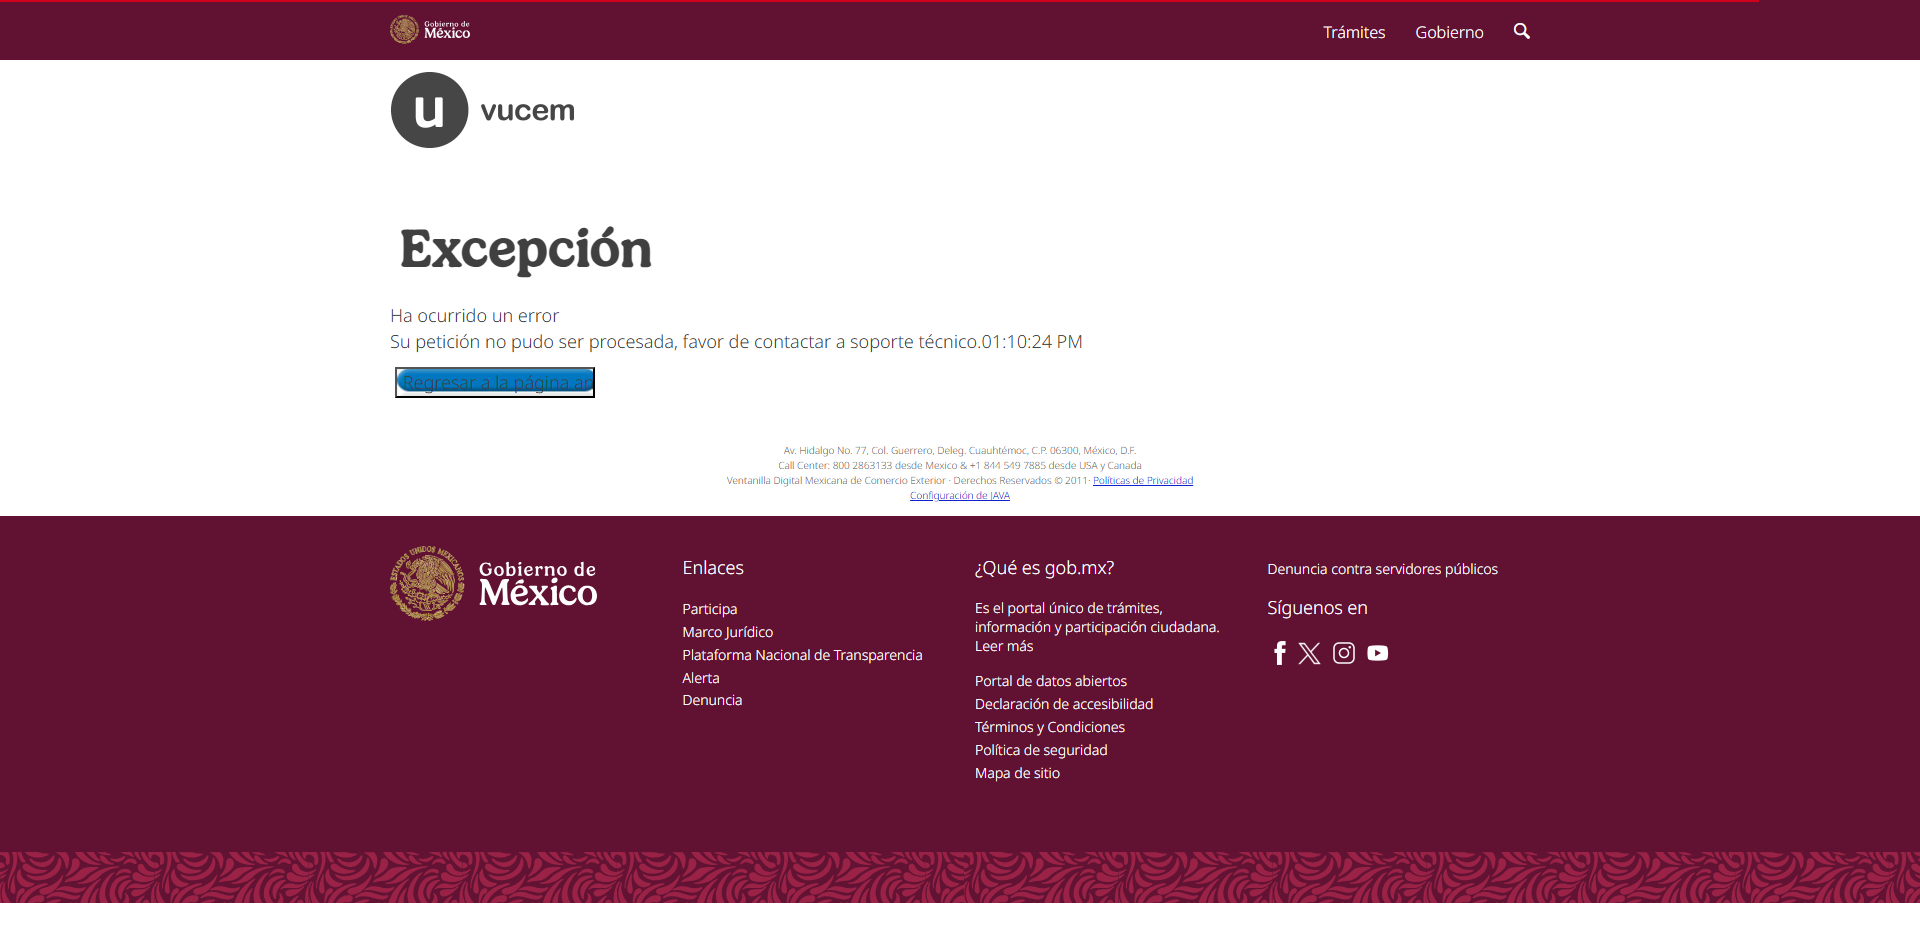 Gobierno de
México
Trámites
Gobierno
u
vucem
Excepción
Ha ocurrido un error
Su petición no pudo ser procesada, favor de contactar a soporte técnico.01:10:24 PM
Regresar a la página an
Av. Hidalgo No. 77, Col. Guerrero, Deleg. Cuauhtémoc, C.P. 06300, México, D.F.
Call Center: 800 2863133 desde Mexico & +1 844 549 7885 desde USA y Canada
Ventanilla Digital Mexicana de Comercio Exterior · Derechos Reservados © 2011· Políticas de Privacidad
Configuración de JAVA
ESTADOS UNIDOS MEXICANOS
Gobierno de
México
Enlaces
Participa
Marco Jurídico
Plataforma Nacional de Transparencia
Alerta
Denuncia
¿Qué es gob.mx?
Es el portal único de trámites,
información y participación ciudadana.
Leer más
Portal de datos abiertos
Declaración de accesibilidad
Términos y Condiciones
Política de seguridad
Mapa de sitio
Denuncia contra servidores públicos
Síguenos en